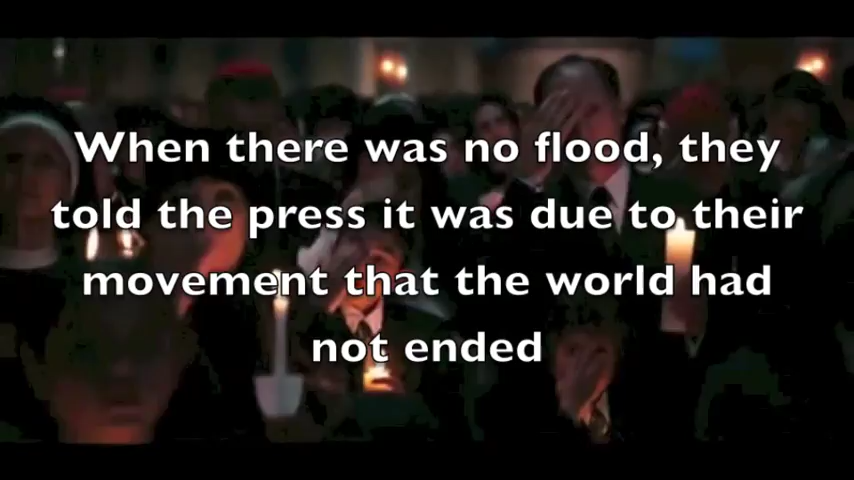 When there was no flood, they
told the press it was due to their
movement that the world had
not ended